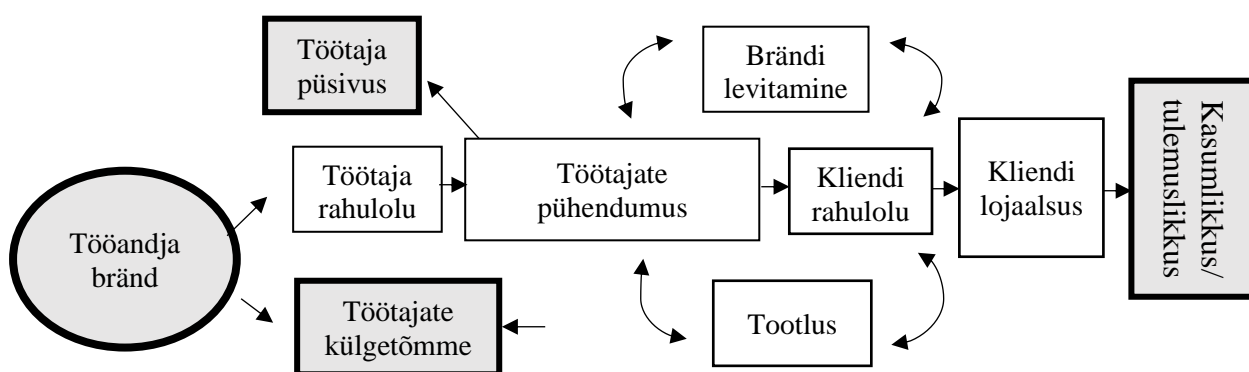 Töötaja
püsivus
Brändi
levitamine
Tööandja
bränd
Töötaja
rahulolu
Töötajate
pühendumus
Kliendi
rahulolu
Kliendi
lojaalsus
Kasumlikkus/
tulemuslikkus
Töötajate
külgetõmme
Tootlus